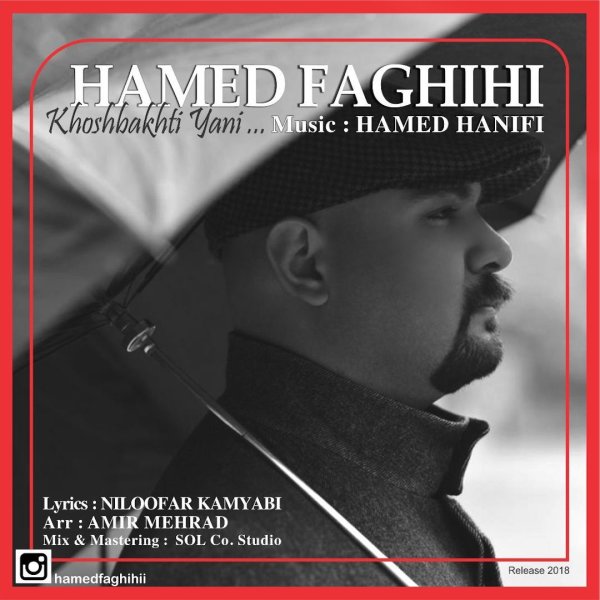 HAMED FAGHIHI
Khoshbakhti Yani ... Music : HAMED HANIFI
Lyrics : NILOOFAR KAMYABI
Arr : AMIR MEHRAD
Mix & Mastering : SOL Co. Studio
hamedfaghihii
Release 2018